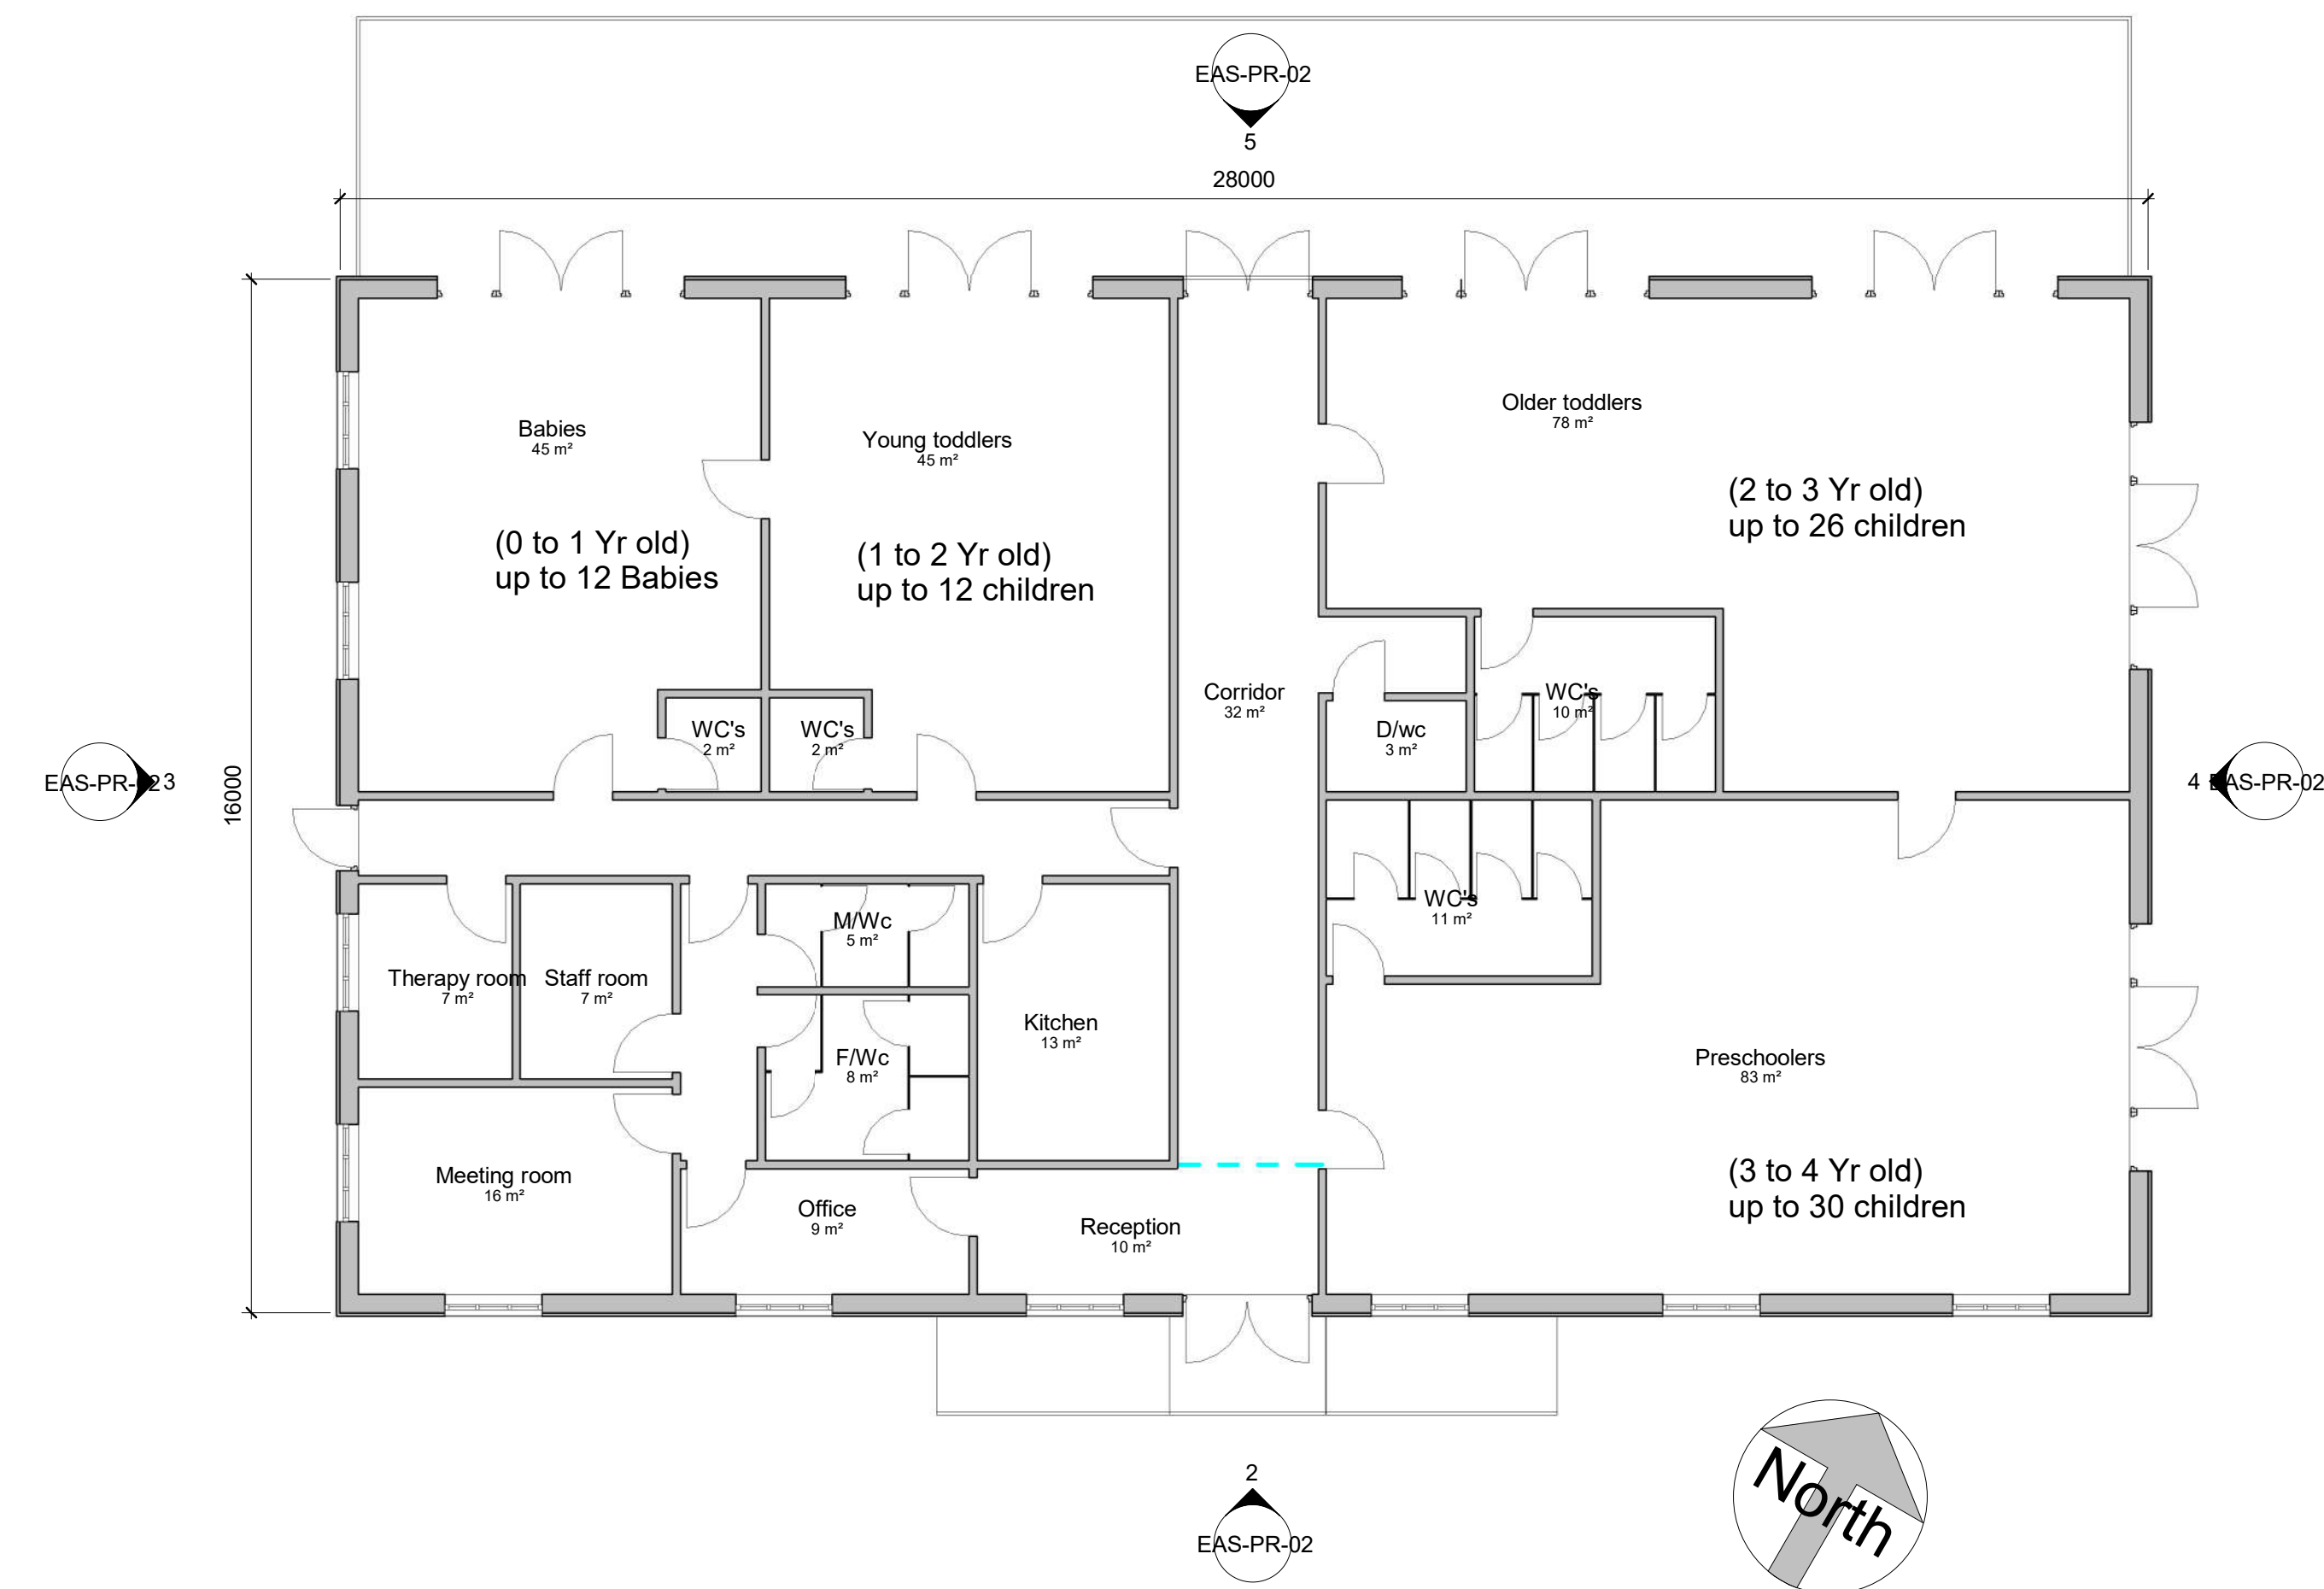 EAS-PR-02
5
28000
Babies
45 m²
Young toddlers
45 m²
Older toddlers
78 m²
(0 to 1 Yr old)
up to 12 Babies
(1 to 2 Yr old)
up to 12 children
(2 to 3 Yr old)
up to 26 children
WC's
2 m²
WC's
2 m²
Corridor
32 m²
D/wc
3 m²
WC's
10 m²
EAS-PR-02
3
16000
4
EAS-PR-02
Therapy room
7 m²
Staff room
7 m²
M/Wc
5 m²
F/Wc
8 m²
Kitchen
13 m²
WC's
11 m²
Preschoolers
83 m²
(3 to 4 Yr old)
up to 30 children
Meeting room
16 m²
Office
9 m²
Reception
10 m²
2
EAS-PR-02
North